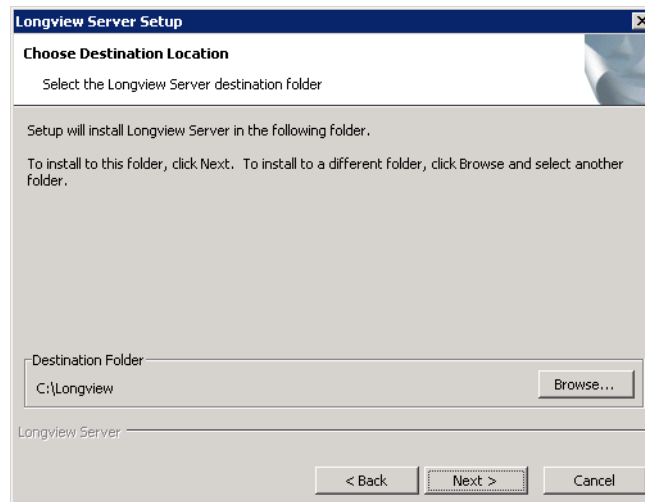 Longview Server Setup
Choose Destination Location
Select the Longview Server destination folder
Setup will install Longview Server in the following folder.
To install to this folder, click Next.  To install to a different folder, click Browse and select another
folder.
Destination Folder
C:\Longview
Browse...
Longview Server
< Back
Next >
Cancel